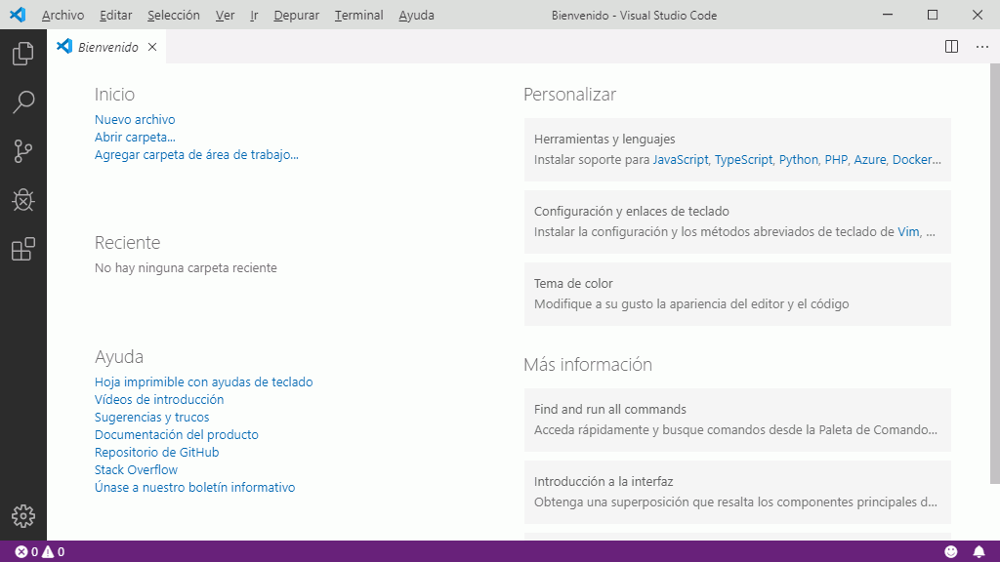 Archivo Editar Selección Ver Ir Depurar Terminal Ayuda Bienvenido - Visual Studio Code
Bienvenido
Inicio
Nuevo archivo
Abrir carpeta...
Agregar carpeta de área de trabajo...
Reciente
No hay ninguna carpeta reciente
Ayuda
Hoja imprimible con ayudas de teclado
Vídeos de introducción
Sugerencias y trucos
Documentación del producto
Repositorio de GitHub
Stack Overflow
Únase a nuestro boletín informativo
Personalizar
Herramientas y lenguajes
Instalar soporte para JavaScript, TypeScript, Python, PHP, Azure, Docker...
Configuración y enlaces de teclado
Instalar la configuración y los métodos abreviados de teclado de Vim, ...
Tema de color
Modifique a su gusto la apariencia del editor y el código
Más información
Find and run all commands
Acceda rápidamente y busque comandos desde la Paleta de Comando...
Introducción a la interfaz
Obtenga una superposición que resalta los componentes principales d...
0 0